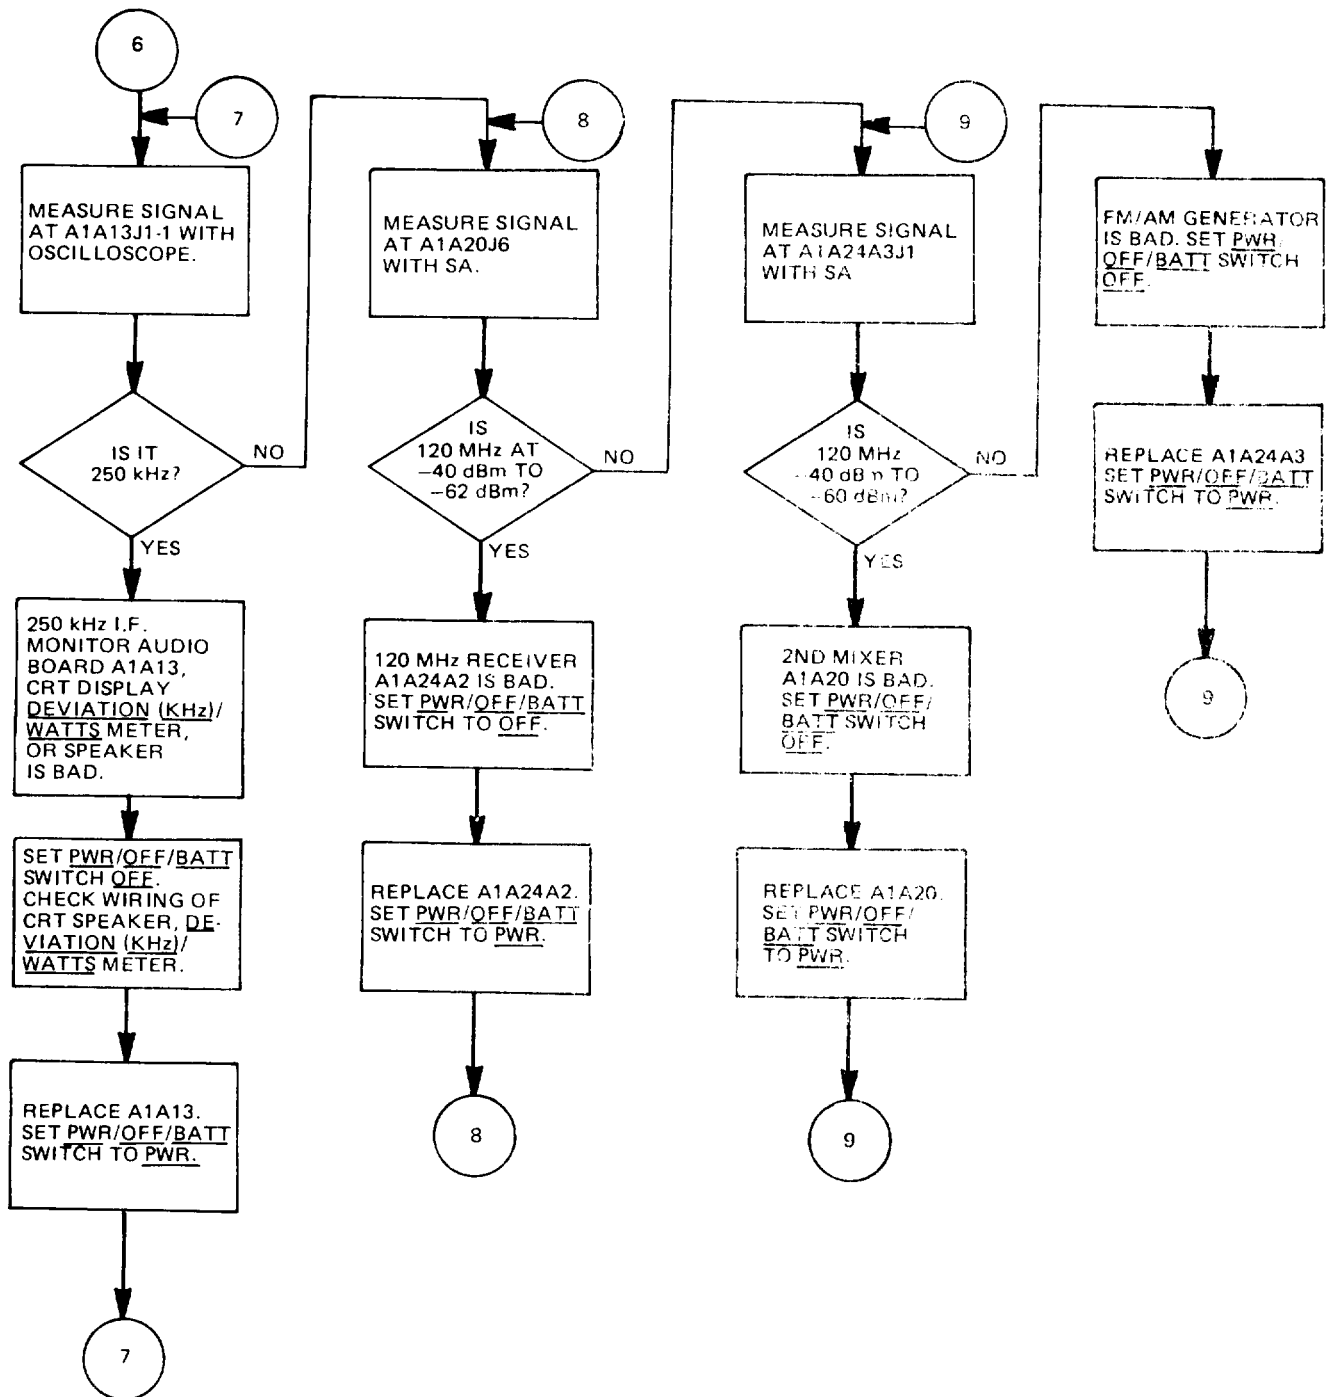 6
7
MEASURE SIGNAL
AT A1A13J1-1 WITH
OSCILLOSCOPE.
IS IT
250 kHz?
NO
YES
250 kHz I.F.
MONITOR AUDIO
BOARD A1A13,
CRT DISPLAY
DEVIATION (KHz)/
WATTS METER,
OR SPEAKER
IS BAD.
SET PWR/OFF/BATT
SWITCH OFF.
CHECK WIRING OF
CRT SPEAKER, DE-
VIATION (KHz)/
WATTS METER.
REPLACE A1A13.
SET PWR/OFF/BATT
SWITCH TO PWR.
7
8
MEASURE SIGNAL
AT A1A20J6
WITH SA.
IS
120 MHz AT
–40 dBm TO
–62 dBm?
NO
YES
120 MHz RECEIVER
A1A24A2 IS BAD.
SET PWR/OFF/BATT
SWITCH TO OFF.
REPLACE A1A24A2.
SET PWR/OFF/BATT
SWITCH TO PWR.
8
9
MEASURE SIGNAL
AT A1A24A3J1
WITH SA
IS
120 MHz
–40 dBm TO
–60 dBm?
NO
YES
2ND MIXER
A1A20 IS BAD.
SET PWR/OFF/
BATT SWITCH
OFF.
REPLACE A1A20.
SET PWR/OFF/
BATT SWITCH
TO PWR.
9
FM/AM GENERATOR
IS BAD. SET PWR/
OFF/BATT SWITCH
OFF.
REPLACE A1A24A3
SET PWR/OFF/BATT
SWITCH TO PWR.
9